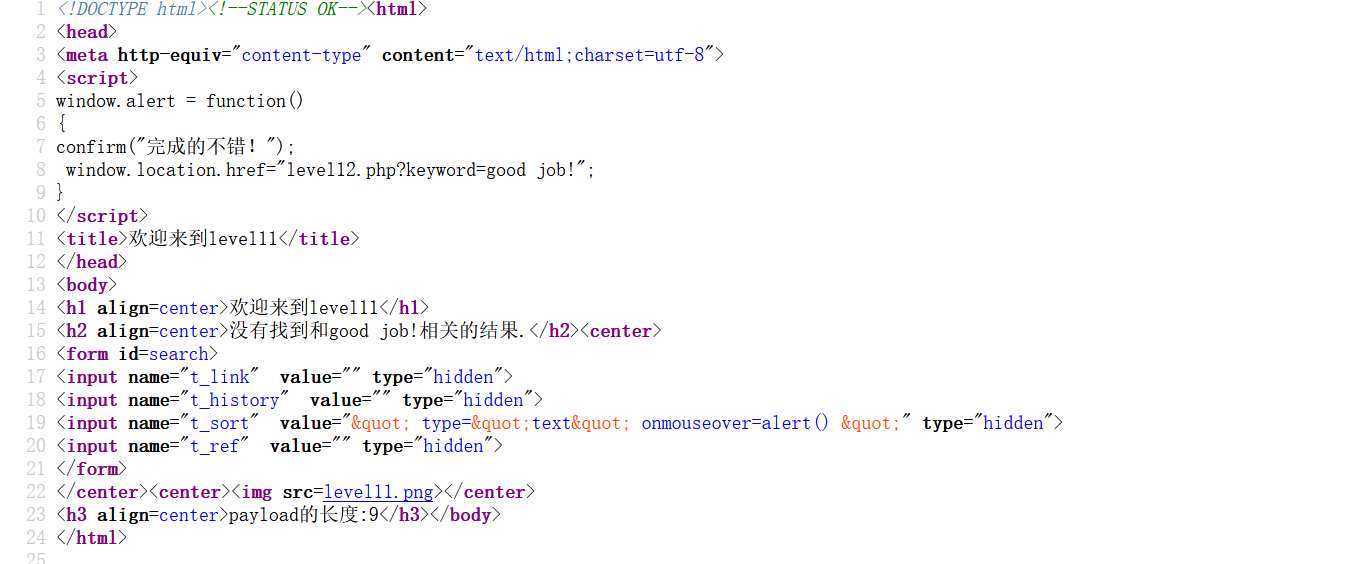 1 <!DOCTYPE html><!--STATUS OK--><html>
2 <head>
3 <meta http-equiv="content-type" content="text/html;charset=utf-8">
4 <script>
5 window.alert = function()
6 {
7 confirm("完成的不错！");
8  window.location.href="level12.php?keyword=good job!";
9 }
10 </script>
11 <title>欢迎来到level11</title>
12 </head>
13 <body>
14 <h1 align=center>欢迎来到level11</h1>
15 <h2 align=center>没有找到和good job!相关的结果.</h2><center>
16 <form id=search>
17 <input name="t_link"  value="" type="hidden">
18 <input name="t_history"  value="" type="hidden">
19 <input name="t_sort"  value="&quot; type=&quot;text&quot; onmouseover=alert() &quot;" type="hidden">
20 <input name="t_ref"  value="" type="hidden">
21 </form>
22 </center><center><img src=level11.png></center>
23 <h3 align=center>payload的长度:9</h3></body>
24 </html>
25